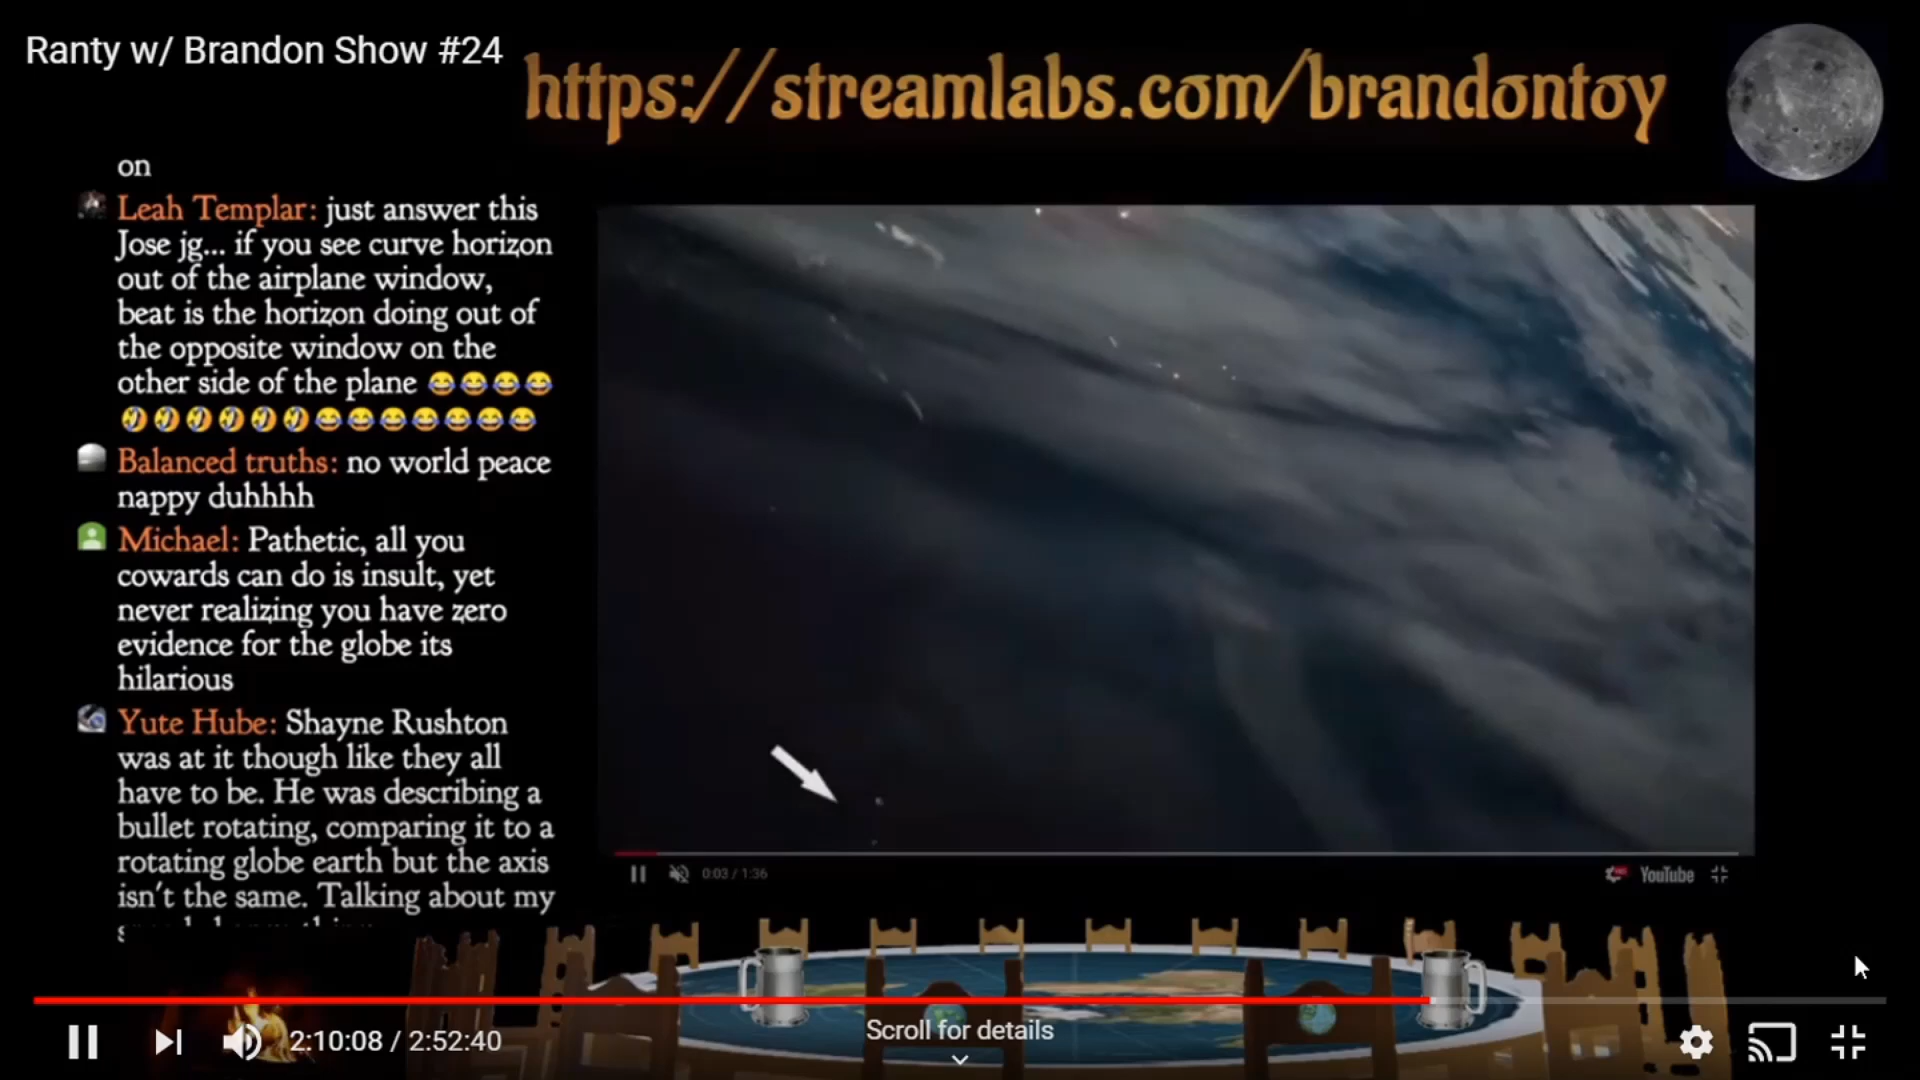 Ranty w/ Brandon Show #24
https://streamlabs.com/brandontoy
on
Leah Templar: just answer this
Jose jg... if you see curve horizon
out of the airplane window,
beat is the horizon doing out of
the opposite window on the
other side of the plane 😂😂😂😂
🤣🤣🤣🤣🤣🤣😂😂😂😂😂😂😂
Balanced truths: no world peace
nappy duhhhh
Michael: Pathetic, all you
cowards can do is insult, yet
never realizing you have zero
evidence for the globe its
hilarious
Yute Hube: Shayne Rushton
was at it though like they all
have to be. He was describing a
bullet rotating, comparing it to a
rotating globe earth but the axis
isn't the same. Talking about my
0:03 / 1:36
YouTube
2:10:08 / 2:52:40
Scroll for details